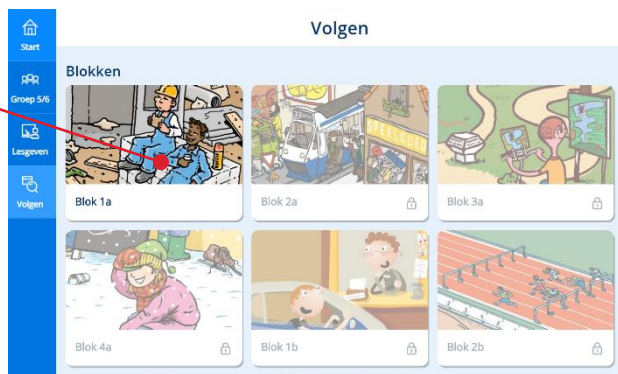 Volgen
Start
Groep 5/6
Lesgeven
Volgen
Blokken
SPEELGOED
Blok 1a
Blok 2a
Blok 3a
Blok 4a
Blok 1b
Blok 2b